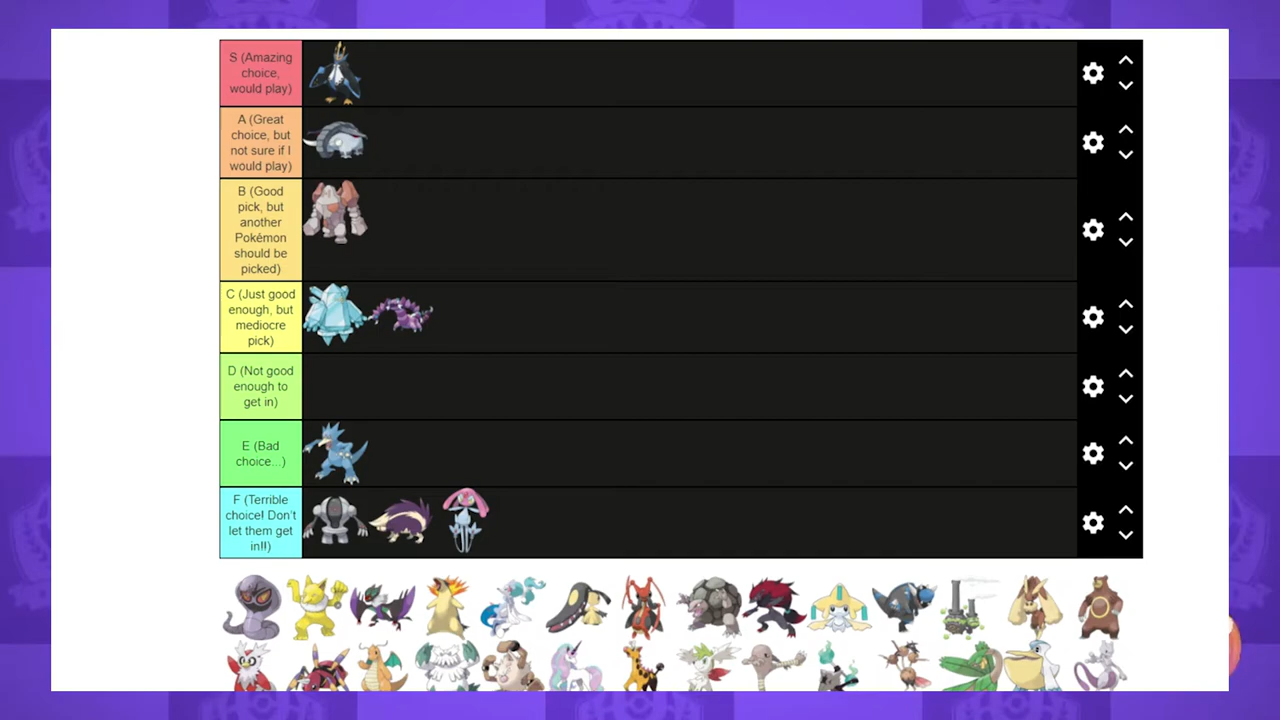 S (Amazing
choice,
would play)
A (Great
choice, but
not sure if I
would play)
B (Good
pick, but
another
Pokémon
should be
picked)
C (Just good
enough, but
mediocre
pick)
D (Not good
enough to
get in)
E (Bad
choice...)
F (Terrible
choice! Don't
let them get
in!!)